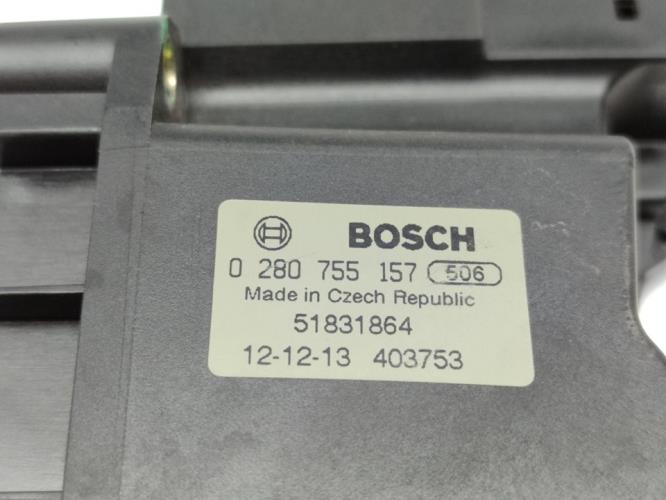 BOSCH
0 280 755 157 506
Made in Czech Republic
51831864
12-12-13 403753